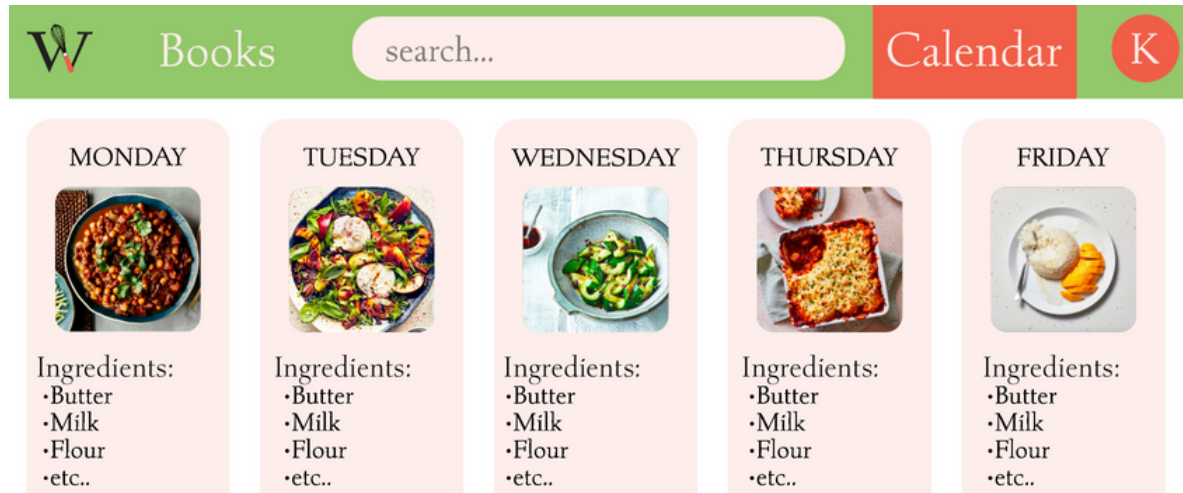 W
Books
search...
Calendar
K
MONDAY
TUESDAY
WEDNESDAY
THURSDAY
FRIDAY
Ingredients:
·Butter
·Milk
·Flour
·etc..
Ingredients:
·Butter
·Milk
·Flour
·etc..
Ingredients:
·Butter
·Milk
·Flour
·etc..
Ingredients:
·Butter
·Milk
·Flour
·etc..
Ingredients:
·Butter
·Milk
·Flour
·etc..